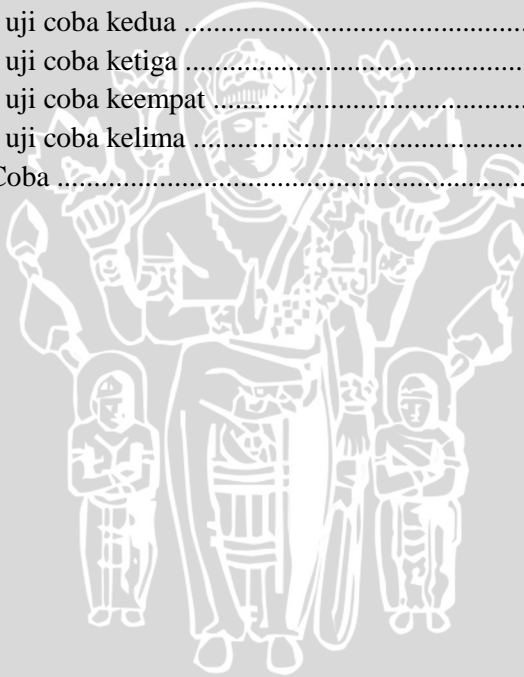 uji coba kedua ....................................................
uji coba ketiga ....................................................
uji coba keempat ...............................................
uji coba kelima ..................................................
Coba .......................................................................